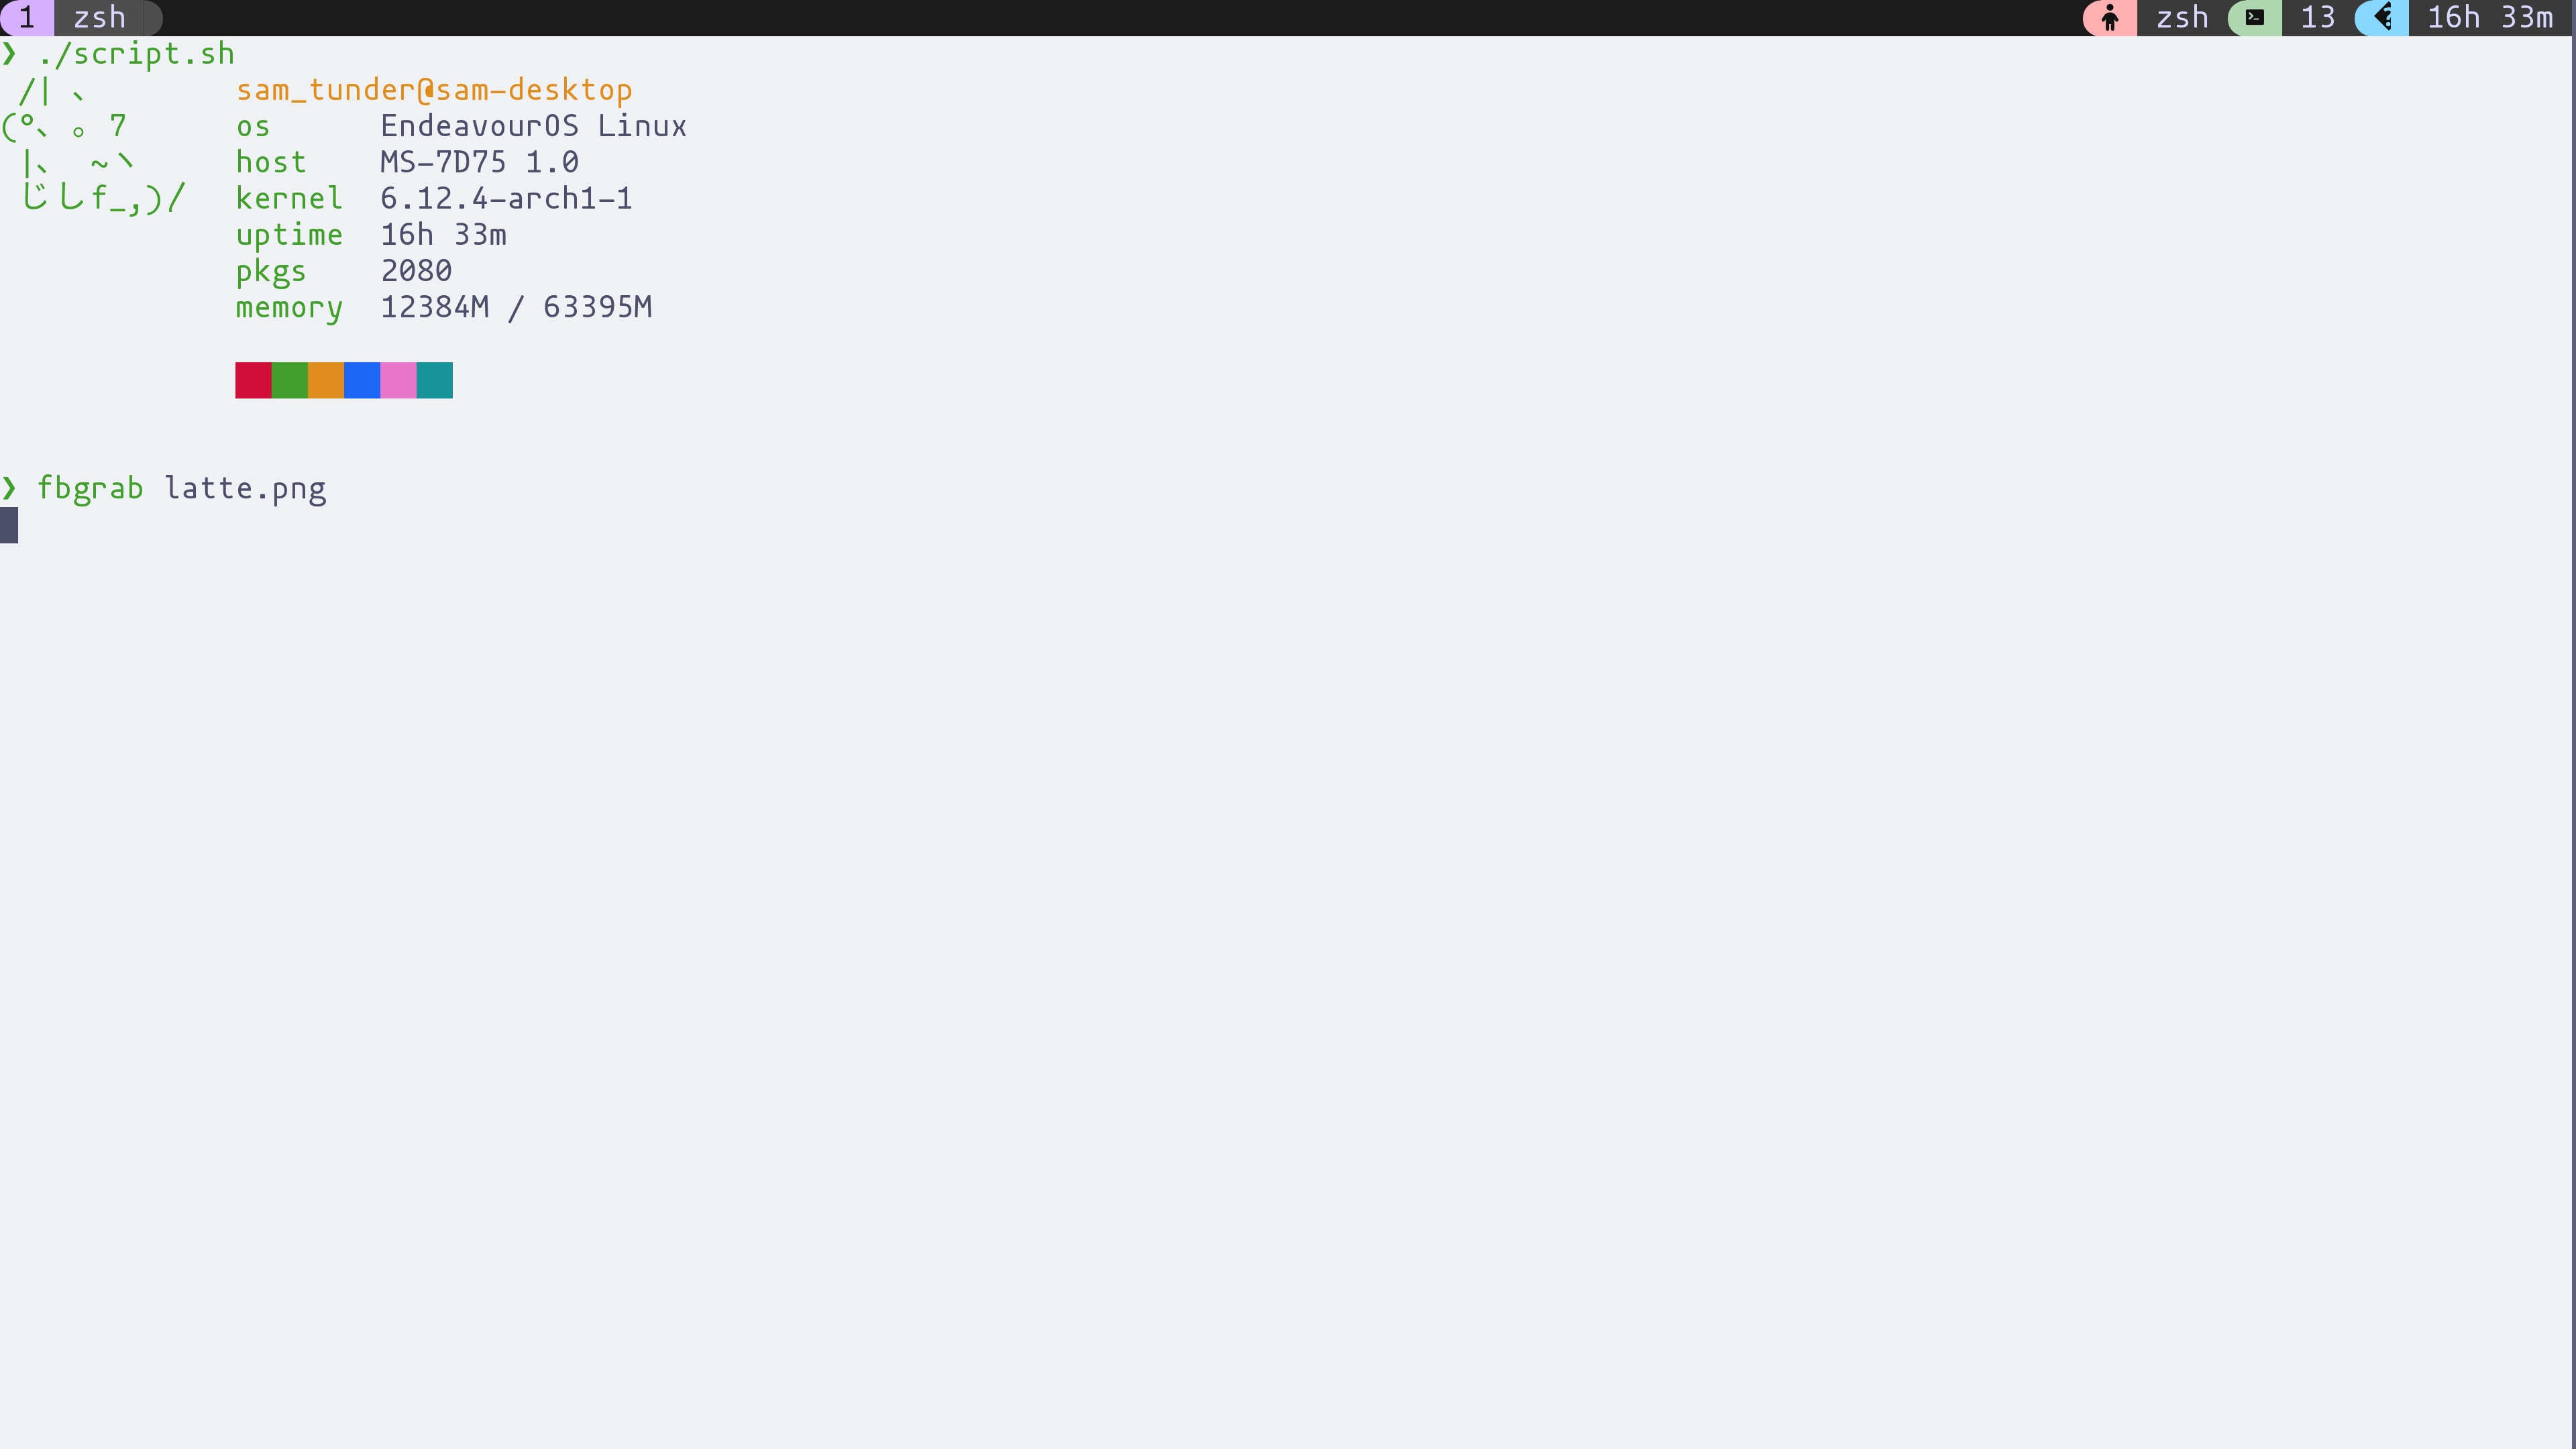 1 zsh zsh 13 16h 33m
❯ ./script.sh
/| 、 sam_tunder@sam-desktop
(°、 。7 os EndeavourOS Linux
|、 ~ヽ host MS-7D75 1.0
じしf_,)/ kernel 6.12.4-arch1-1
uptime 16h 33m
pkgs 2080
memory 12384M / 63395M
❯ fbgrab latte.png